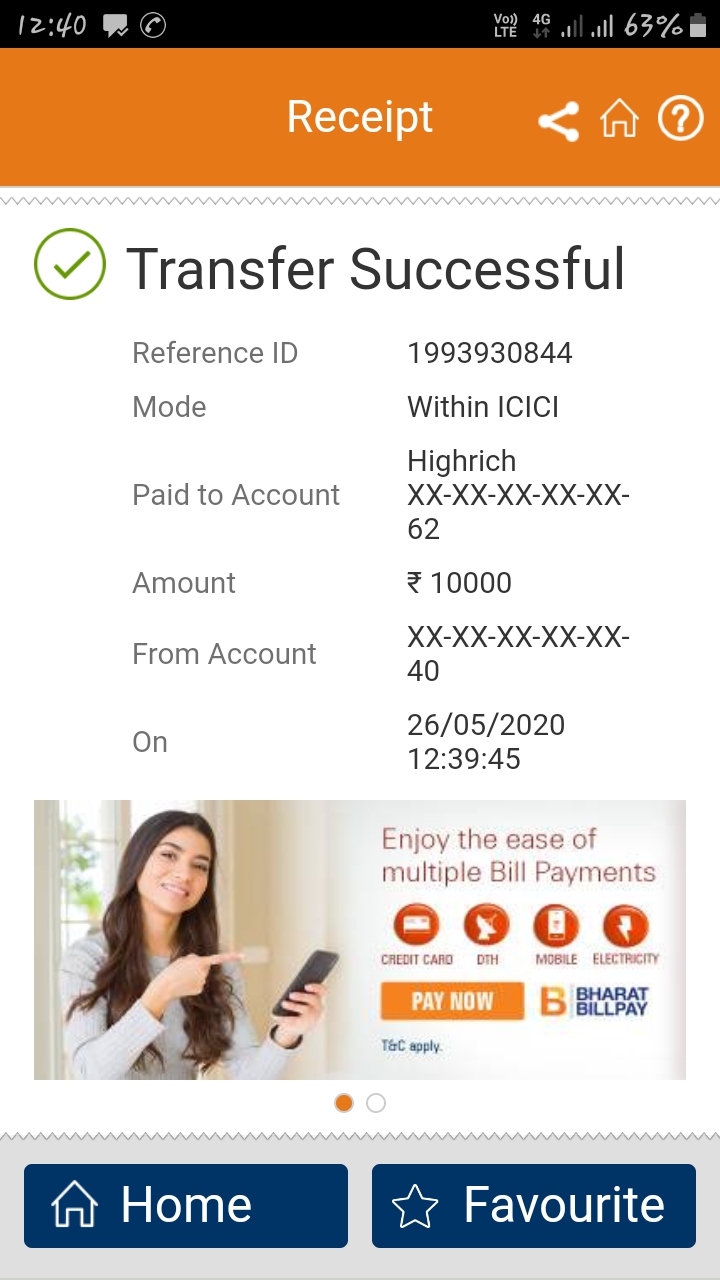 12:40
Vo)) LTE 4G 63%
Receipt
Transfer Successful
Reference ID 1993930844
Mode Within ICICI
Paid to Account Highrich
XX-XX-XX-XX-XX-
62
Amount ₹ 10000
From Account XX-XX-XX-XX-XX-
40
On 26/05/2020
12:39:45
Enjoy the ease of
multiple Bill Payments
CREDIT CARD DTH MOBILE ELECTRICITY
PAY NOW
B BHARAT
BILLPAY
T&C apply.
Home
Favourite